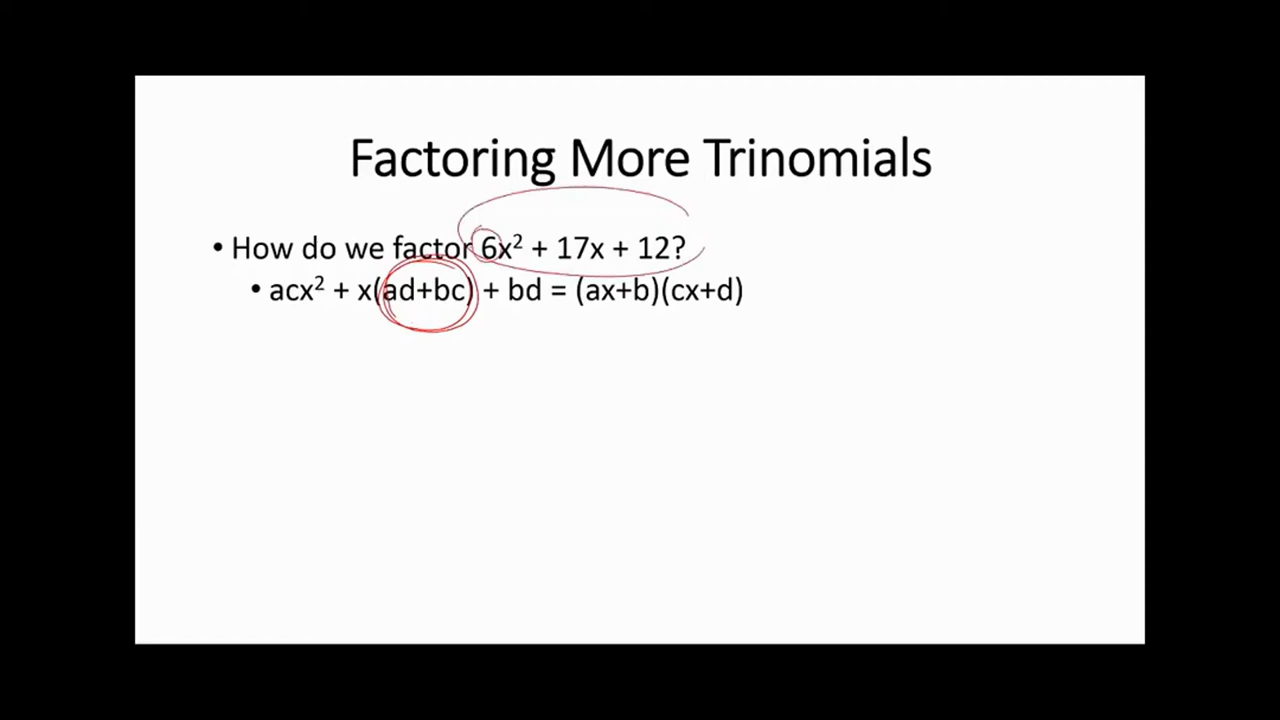 Factoring More Trinomials
• How do we factor 6x² + 17x + 12?
• acx² + x(ad+bc) + bd = (ax+b)(cx+d)